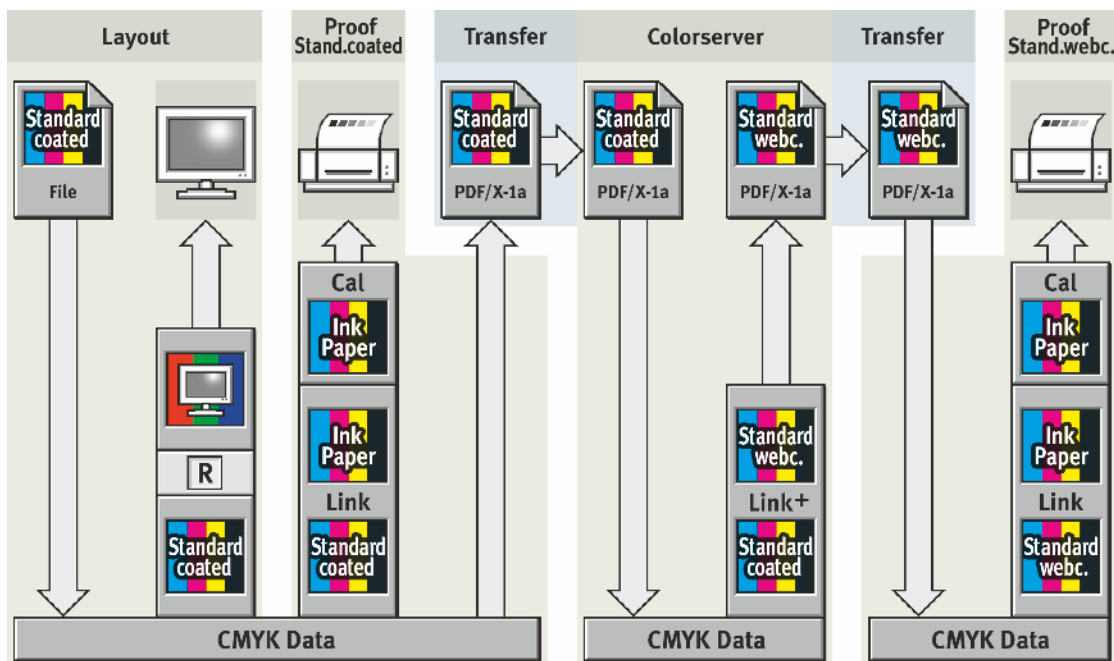 Layout
Proof
Stand.coated
Transfer
Colorserver
Transfer
Proof
Stand.webc.
Standard
coated
File
Standard
coated
PDF/X-1a
Standard
coated
PDF/X-1a
Standard
webc.
PDF/X-1a
Standard
webc.
PDF/X-1a
R
Standard
coated
Cal
Ink
Paper
Ink
Paper
Link
Standard
coated
Standard
webc.
Link+
Standard
coated
Cal
Ink
Paper
Ink
Paper
Link
Standard
webc.
CMYK Data
CMYK Data
CMYK Data